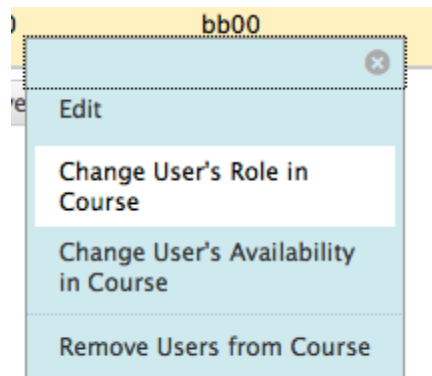 bb00
Edit
Change User's Role in
Course
Change User's Availability
in Course
Remove Users from Course